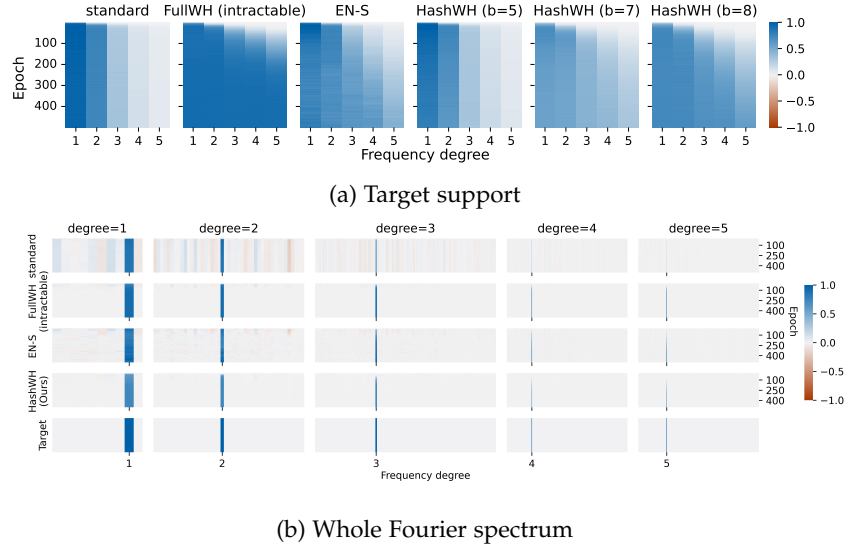 standard FullWH (intractable) EN-S HashWH (b=5) HashWH (b=7) HashWH (b=8)
Epoch
100
200
300
400
1 2 3 4 5 1 2 3 4 5 1 2 3 4 5 1 2 3 4 5 1 2 3 4 5 1 2 3 4 5
Frequency degree
1.0
0.5
0.0
−0.5
−1.0
(a) Target support
degree=1 degree=2 degree=3 degree=4 degree=5
standard
100
250
400
FullWH
(intractable)
100
250
400
EN-S
100
250
400
HashWH
(Ours)
100
250
400
Target
Epoch
1.0
0.5
0.0
−0.5
−1.0
1 2 3 4 5
Frequency degree
(b) Whole Fourier spectrum